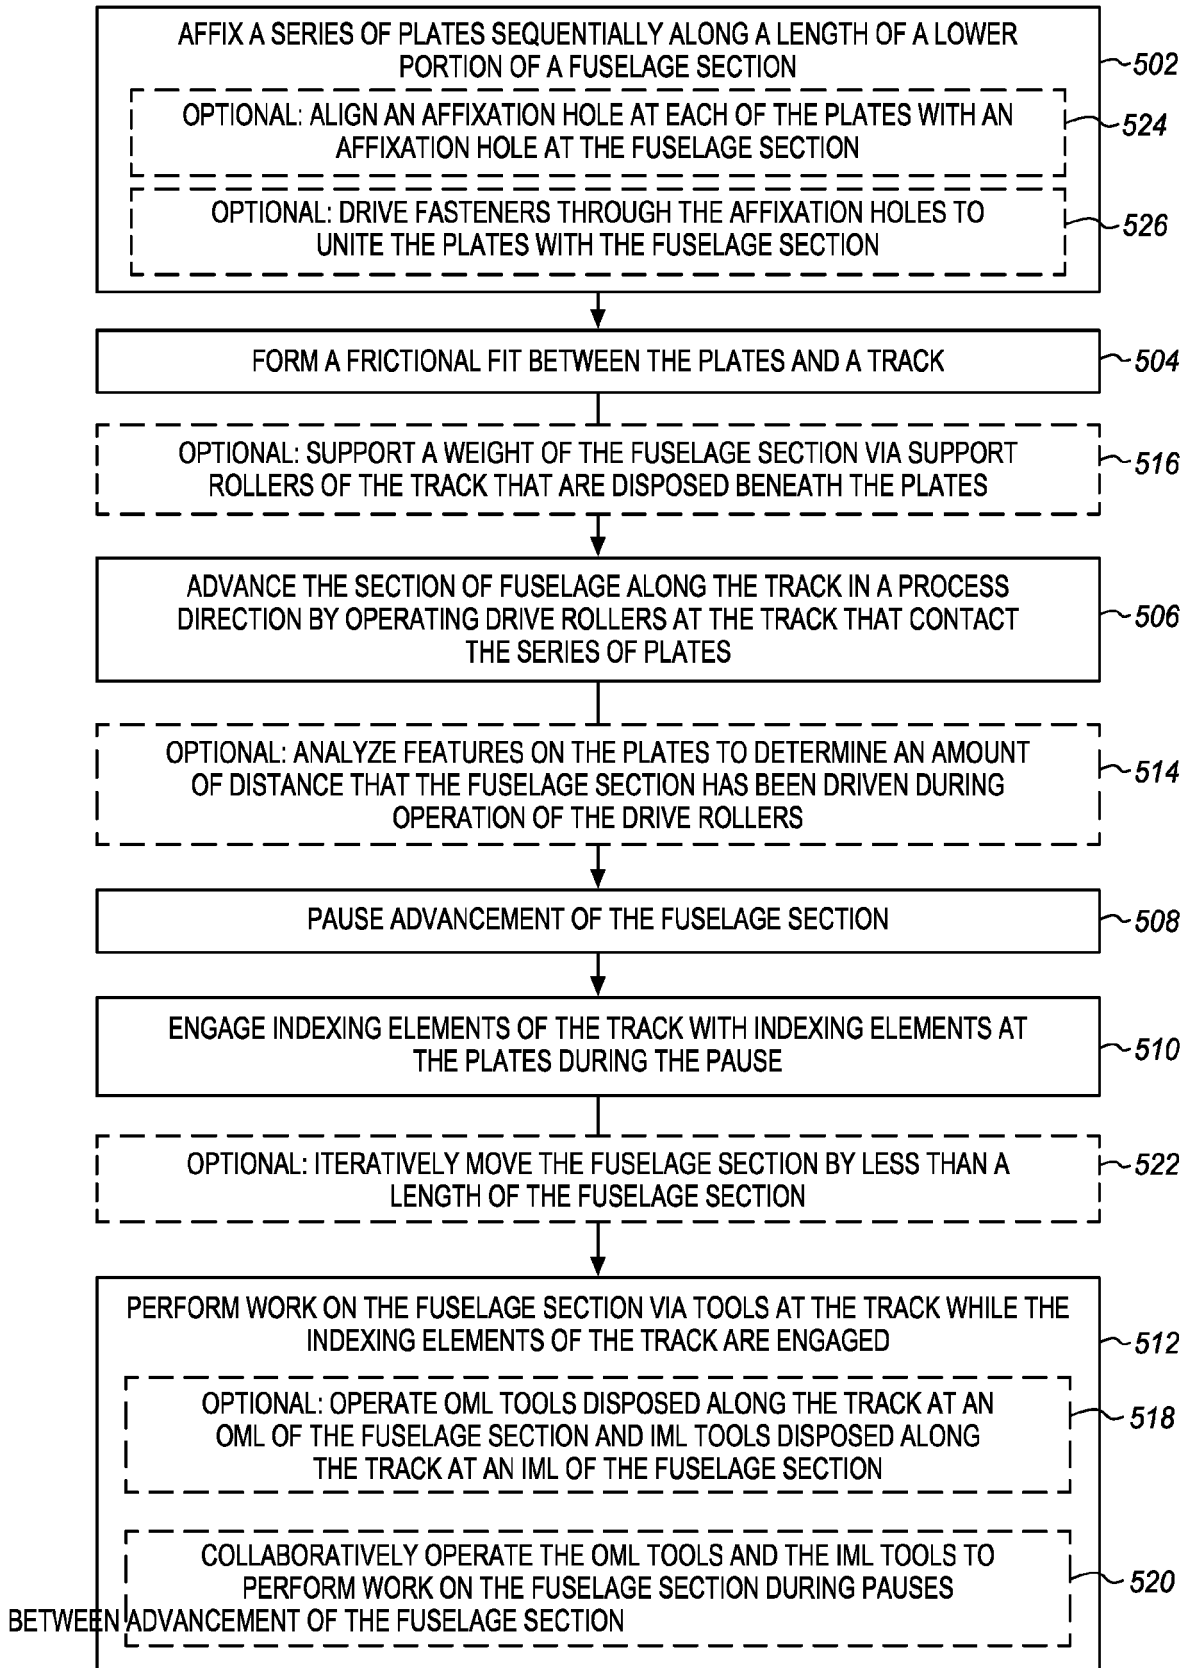 AFFIX A SERIES OF PLATES SEQUENTIALLY ALONG A LENGTH OF A LOWER
PORTION OF A FUSELAGE SECTION
502
OPTIONAL: ALIGN AN AFFIXATION HOLE AT EACH OF THE PLATES WITH AN
AFFIXATION HOLE AT THE FUSELAGE SECTION
524
OPTIONAL: DRIVE FASTENERS THROUGH THE AFFIXATION HOLES TO
UNITE THE PLATES WITH THE FUSELAGE SECTION
526
FORM A FRICTIONAL FIT BETWEEN THE PLATES AND A TRACK
504
OPTIONAL: SUPPORT A WEIGHT OF THE FUSELAGE SECTION VIA SUPPORT
ROLLERS OF THE TRACK THAT ARE DISPOSED BENEATH THE PLATES
516
ADVANCE THE SECTION OF FUSELAGE ALONG THE TRACK IN A PROCESS
DIRECTION BY OPERATING DRIVE ROLLERS AT THE TRACK THAT CONTACT
THE SERIES OF PLATES
506
OPTIONAL: ANALYZE FEATURES ON THE PLATES TO DETERMINE AN AMOUNT
OF DISTANCE THAT THE FUSELAGE SECTION HAS BEEN DRIVEN DURING
OPERATION OF THE DRIVE ROLLERS
514
PAUSE ADVANCEMENT OF THE FUSELAGE SECTION
508
ENGAGE INDEXING ELEMENTS OF THE TRACK WITH INDEXING ELEMENTS AT
THE PLATES DURING THE PAUSE
510
OPTIONAL: ITERATIVELY MOVE THE FUSELAGE SECTION BY LESS THAN A
LENGTH OF THE FUSELAGE SECTION
522
PERFORM WORK ON THE FUSELAGE SECTION VIA TOOLS AT THE TRACK WHILE THE
INDEXING ELEMENTS OF THE TRACK ARE ENGAGED
512
OPTIONAL: OPERATE OML TOOLS DISPOSED ALONG THE TRACK AT AN
OML OF THE FUSELAGE SECTION AND IML TOOLS DISPOSED ALONG
THE TRACK AT AN IML OF THE FUSELAGE SECTION
518
COLLABORATIVELY OPERATE THE OML TOOLS AND THE IML TOOLS TO
PERFORM WORK ON THE FUSELAGE SECTION DURING PAUSES
BETWEEN ADVANCEMENT OF THE FUSELAGE SECTION
520